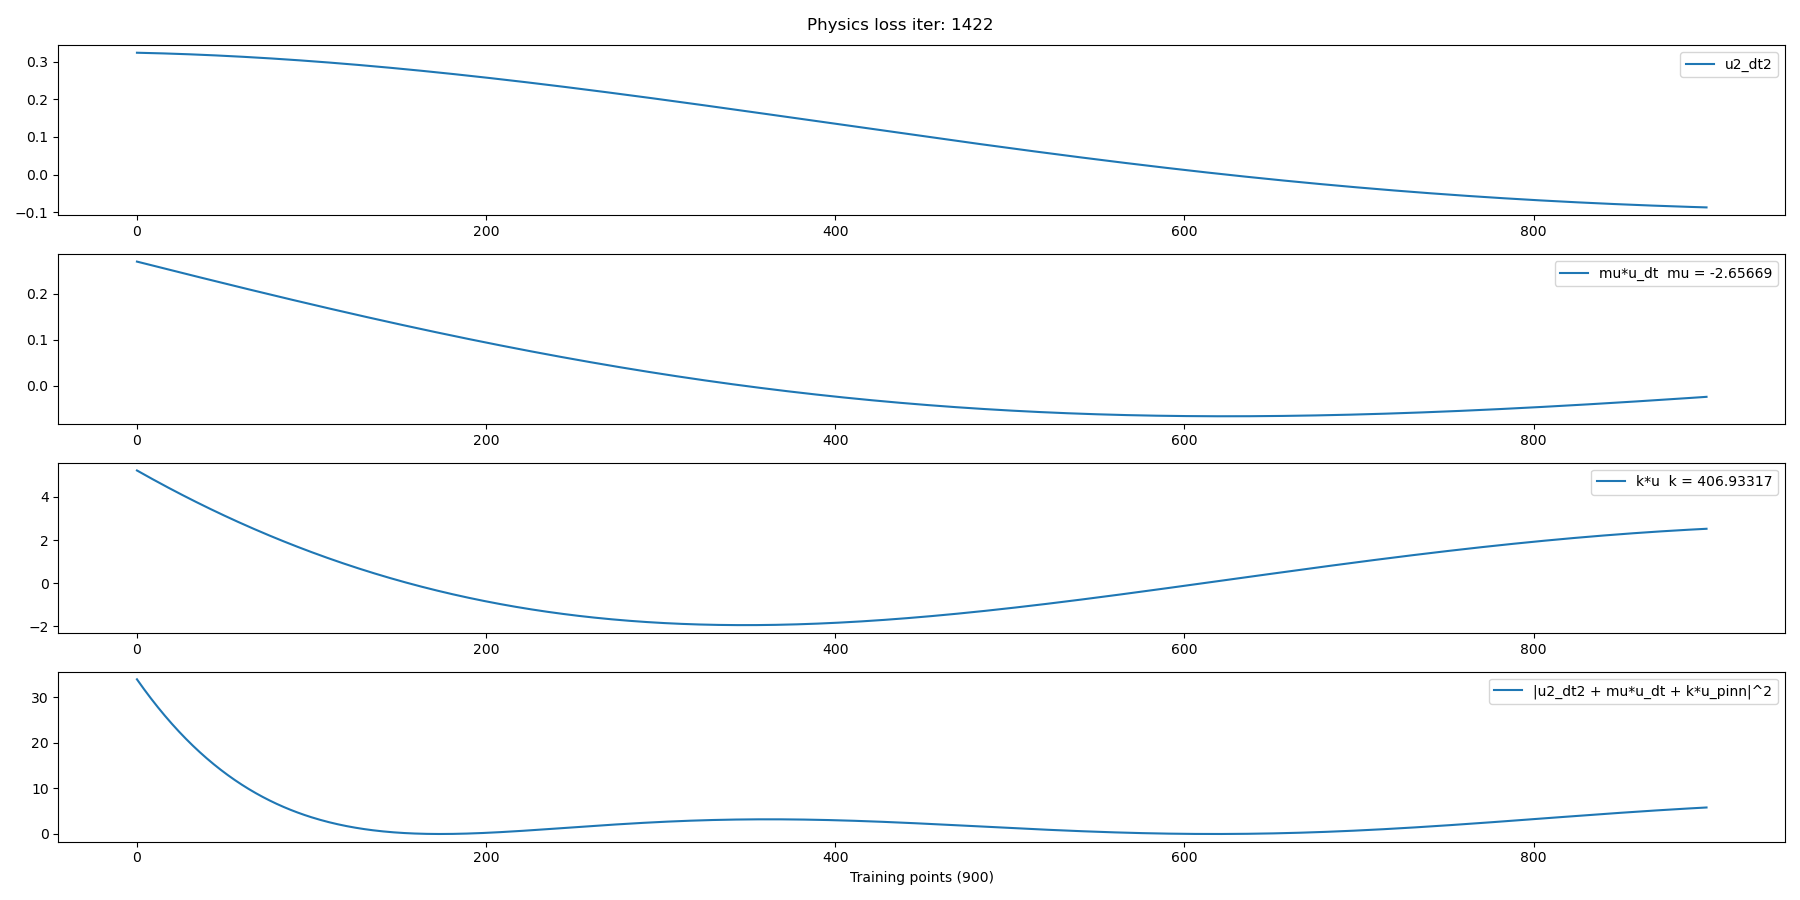 Physics loss iter: 1422
0.3
0.2
0.1
0.0
−0.1
u2_dt2
0 200 400 600 800
0.2
0.1
0.0
mu*u_dt  mu = -2.65669
0 200 400 600 800
4
2
0
−2
k*u  k = 406.93317
0 200 400 600 800
30
20
10
0
|u2_dt2 + mu*u_dt + k*u_pinn|^2
0 200 400 600 800
Training points (900)